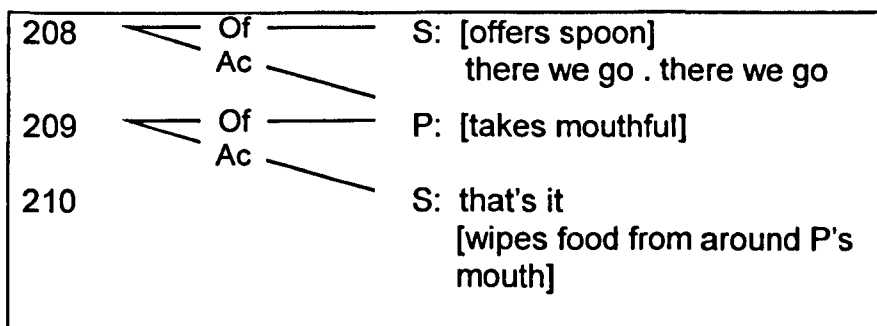 208 Of S: [offers spoon]
Ac there we go . there we go
209 Of P: [takes mouthful]
Ac
210 S: that's it
[wipes food from around P's
mouth]